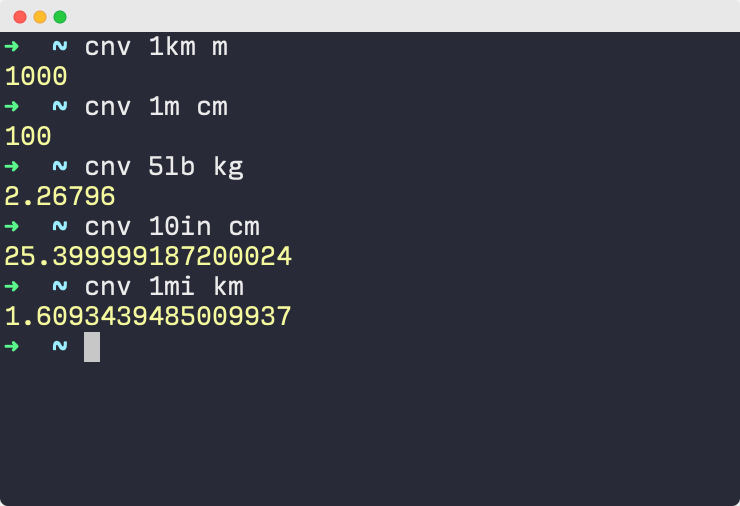 ➜  ~ cnv 1km m
1000
➜  ~ cnv 1m cm
100
➜  ~ cnv 5lb kg
2.26796
➜  ~ cnv 10in cm
25.399999187200024
➜  ~ cnv 1mi km
1.6093439485009937
➜  ~